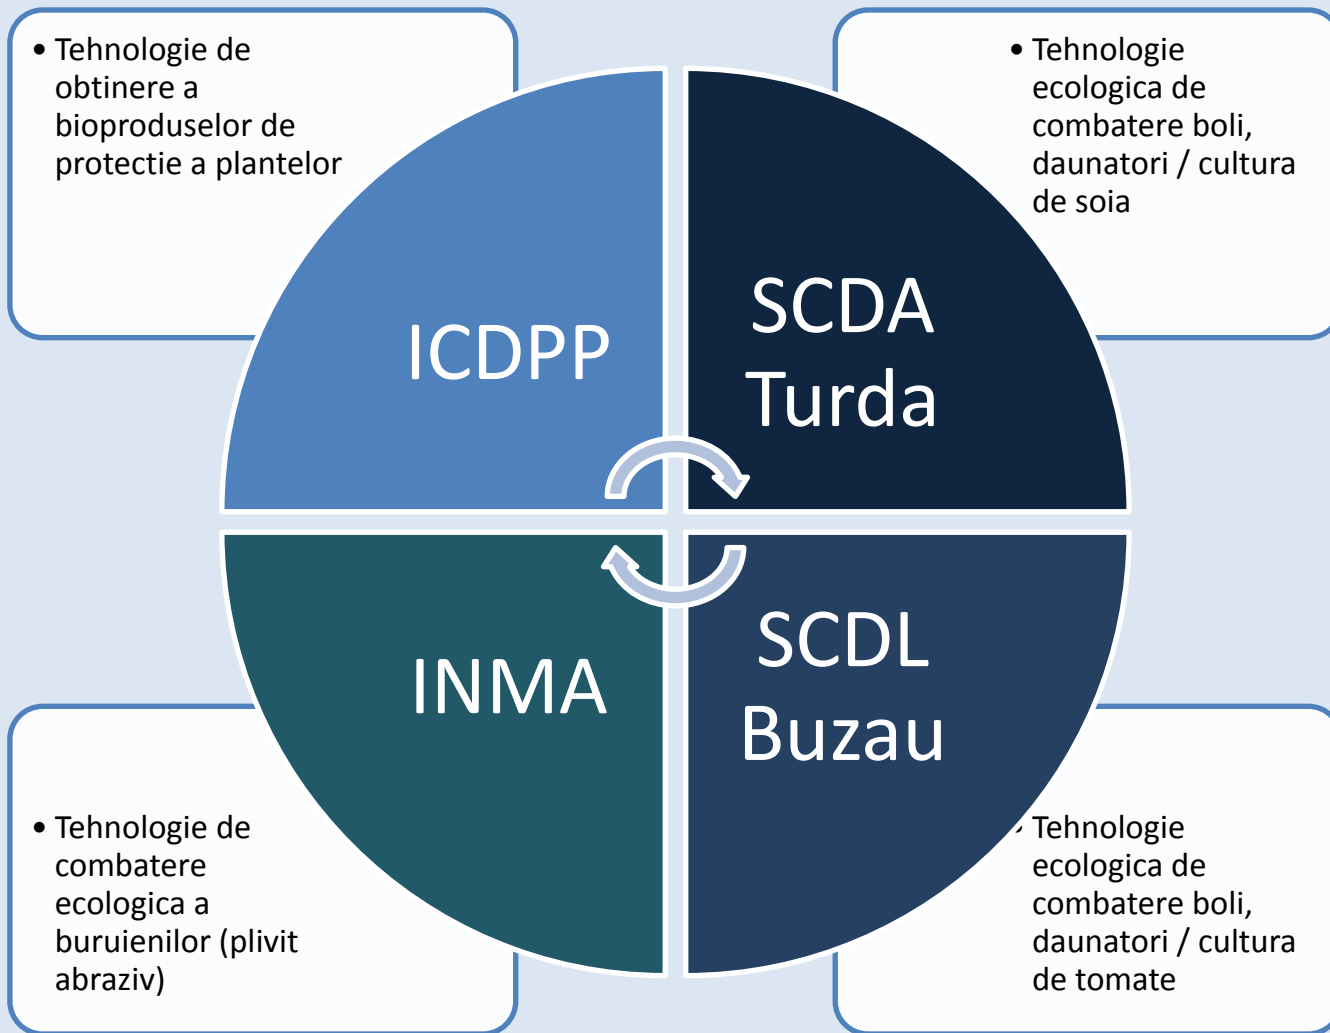 • Tehnologie de
obtinere a
bioproduselor de
protectie a plantelor
• Tehnologie
ecologica de
combatere boli,
daunatori / cultura
de soia
ICDPP
SCDA
Turda
INMA
SCDL
Buzau
• Tehnologie de
combatere
ecologica a
buruienilor (plivit
abraziv)
• Tehnologie
ecologica de
combatere boli,
daunatori / cultura
de tomate